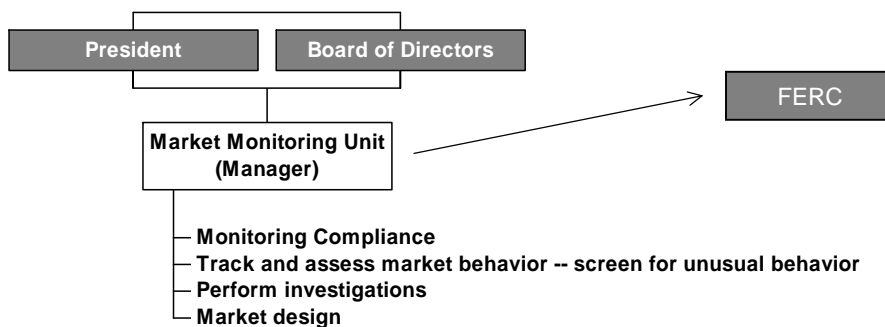 President
Board of Directors
FERC
Market Monitoring Unit
(Manager)
Monitoring Compliance
Track and assess market behavior -- screen for unusual behavior
Perform investigations
Market design